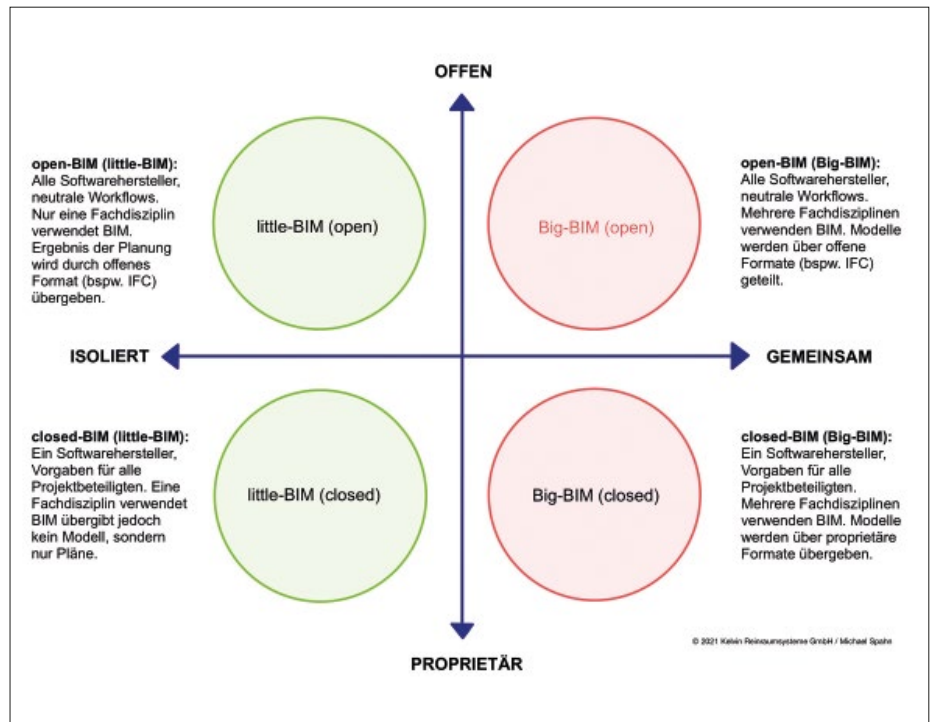 OFFEN
open-BIM (little-BIM):
Alle Softwarehersteller,
neutrale Workflows.
Nur eine Fachdisziplin
verwendet BIM.
Ergebnis der Planung
wird durch offenes
Format (bspw. IFC)
übergeben.
little-BIM (open)
Big-BIM (open)
open-BIM (Big-BIM):
Alle Softwarehersteller,
neutrale Workflows.
Mehrere Fachdisziplinen
verwenden BIM. Modelle
werden über offene
Formate (bspw. IFC)
geteilt.
ISOLIERT
GEMEINSAM
closed-BIM (little-BIM):
Ein Softwarehersteller,
Vorgaben für alle
Projektbeteiligten. Eine
Fachdisziplin verwendet
BIM übergibt jedoch
kein Modell, sondern
nur Pläne.
little-BIM (closed)
Big-BIM (closed)
closed-BIM (Big-BIM):
Ein Softwarehersteller,
Vorgaben für alle
Projektbeteiligten.
Mehrere Fachdisziplinen
verwenden BIM. Modelle
werden über proprietäre
Formate übergeben.
© 2021 Kelvin Reinraumsysteme GmbH / Michael Spahn
PROPRIETÄR